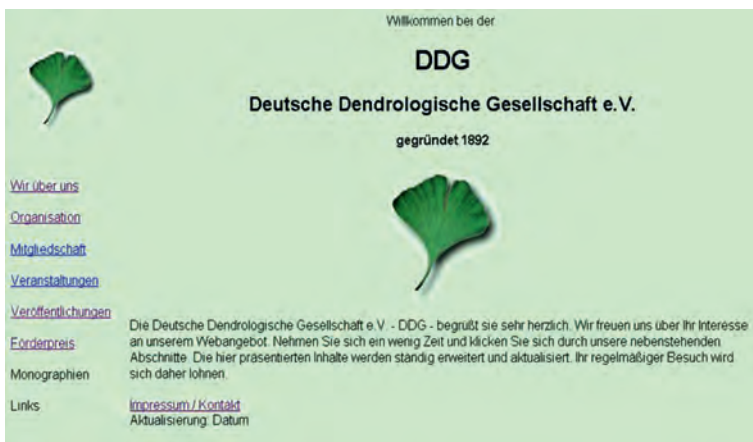 Willkommen bei der
DDG
Deutsche Dendrologische Gesellschaft e.V.
gegründet 1892
Wir über uns
Organisation
Mitgliedschaft
Veranstaltungen
Veröffentlichungen
Förderpreis
Monographien
Links
Die Deutsche Dendrologische Gesellschaft e.V. - DDG - begrüßt sie sehr herzlich. Wir freuen uns über Ihr Interesse
an unserem Webangebot. Nehmen Sie sich ein wenig Zeit und klicken Sie sich durch unsere nebenstehenden
Abschnitte. Die hier präsentierten Inhalte werden ständig erweitert und aktualisiert. Ihr regelmäßiger Besuch wird
sich daher lohnen.
Impressum / Kontakt
Aktualisierung: Datum